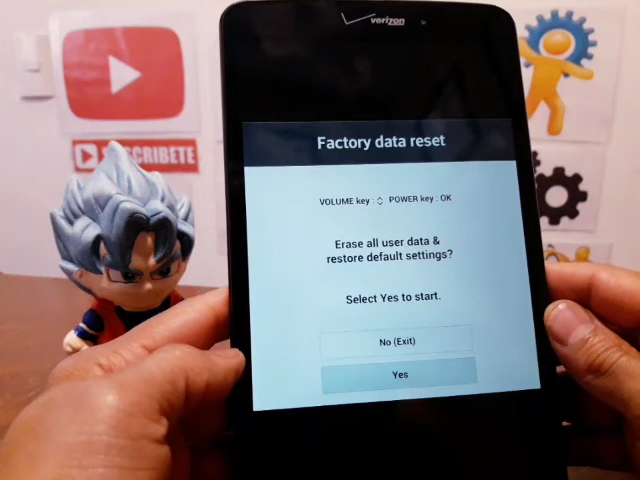 verizon
SUSCRIBETE
Factory data reset
VOLUME key : POWER key : OK
Erase all user data &
restore default settings?
Select Yes to start.
No (Exit)
Yes